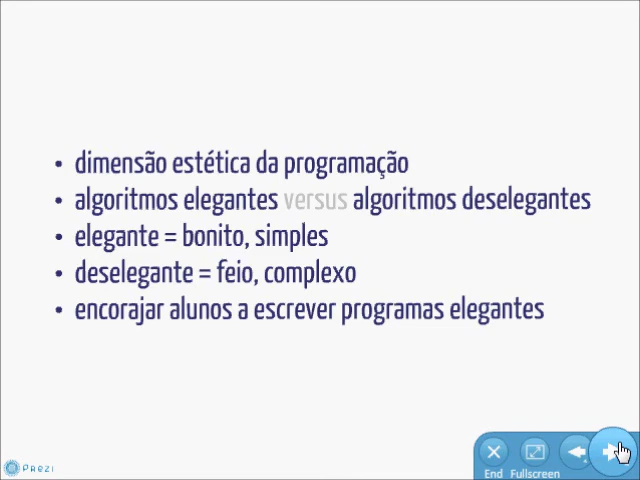 • dimensão estética da programação
• algoritmos elegantes versus algoritmos deselegantes
• elegante = bonito, simples
• deselegante = feio, complexo
• encorajar alunos a escrever programas elegantes
Prezi
End Fullscreen